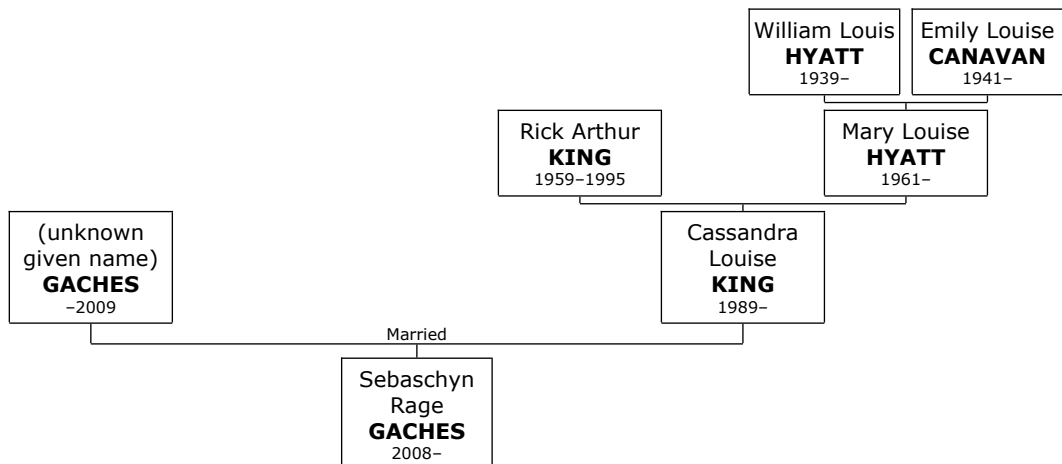 William Louis
HYATT
1939–
Emily Louise
CANAVAN
1941–
Rick Arthur
KING
1959–1995
Mary Louise
HYATT
1961–
(unknown
given name)
GACHES
–2009
Cassandra
Louise
KING
1989–
Married
Sebaschyn
Rage
GACHES
2008–